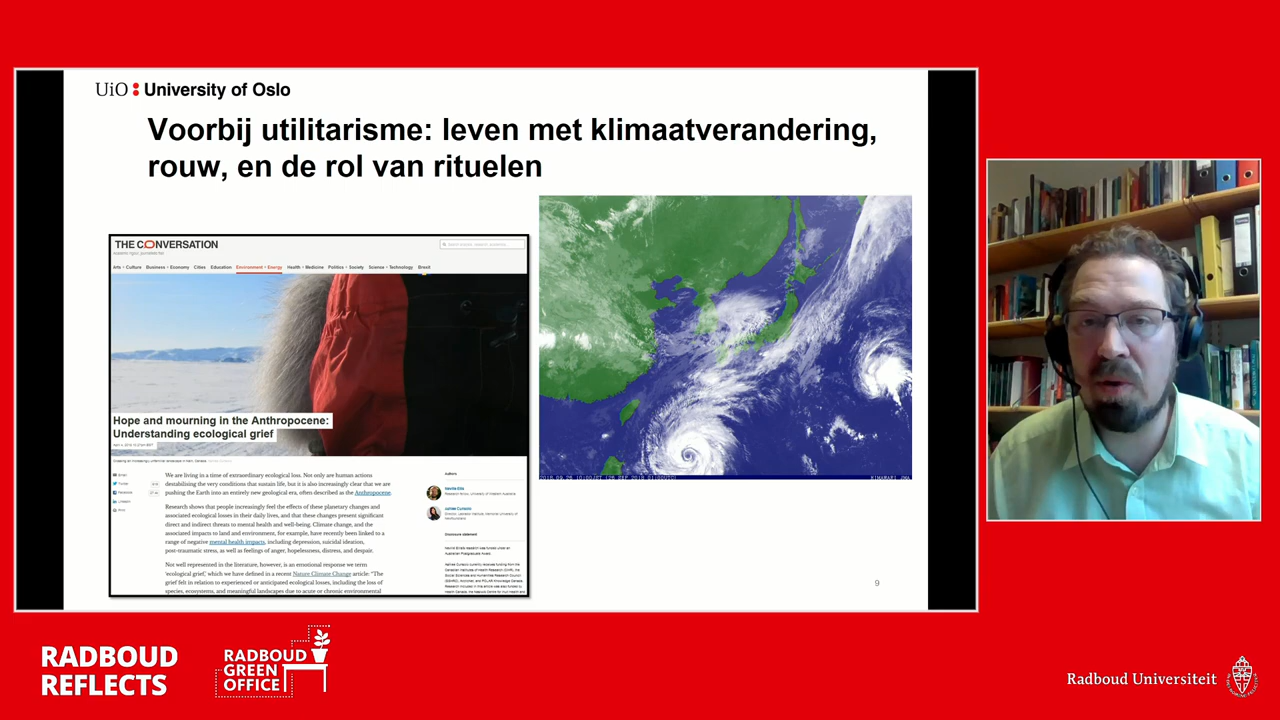 UiO University of Oslo
Voorbij utilitarisme: leven met klimaatverandering,
rouw, en de rol van rituelen
THE CONVERSATION
Arts + Culture Business + Economy Cities Education Environment + Energy Health + Medicine Politics + Society Science + Technology Brexit
Hope and mourning in the Anthropocene:
Understanding ecological grief
We are living in a time of extraordinary ecological loss. Not only are human actions
destabilising the very conditions that sustain life, but it is also increasingly clear that we are
pushing the Earth into an entirely new geological era, often described as the Anthropocene.
Research shows that people increasingly feel the effects of these planetary changes and
associated ecological losses in their daily lives, and that these changes present significant
direct and indirect threats to mental health and well-being. Climate change, and the
associated impacts to land and environment, for example, have recently been linked to a
range of negative mental health impacts, including depression, suicidal ideation,
post-traumatic stress, as well as feelings of anger, hopelessness, distress, and despair.
Not well represented in the literature, however, is an emotional response we term
'ecological grief,' which we have defined in a recent Nature Climate Change article: "The
grief felt in relation to experienced or anticipated ecological losses, including the loss of
species, ecosystems, and meaningful landscapes due to acute or chronic environmental
Authors
Disclosure statement
9
RADBOUD
REFLECTS
RADBOUD
GREEN
OFFICE
Radboud Universiteit